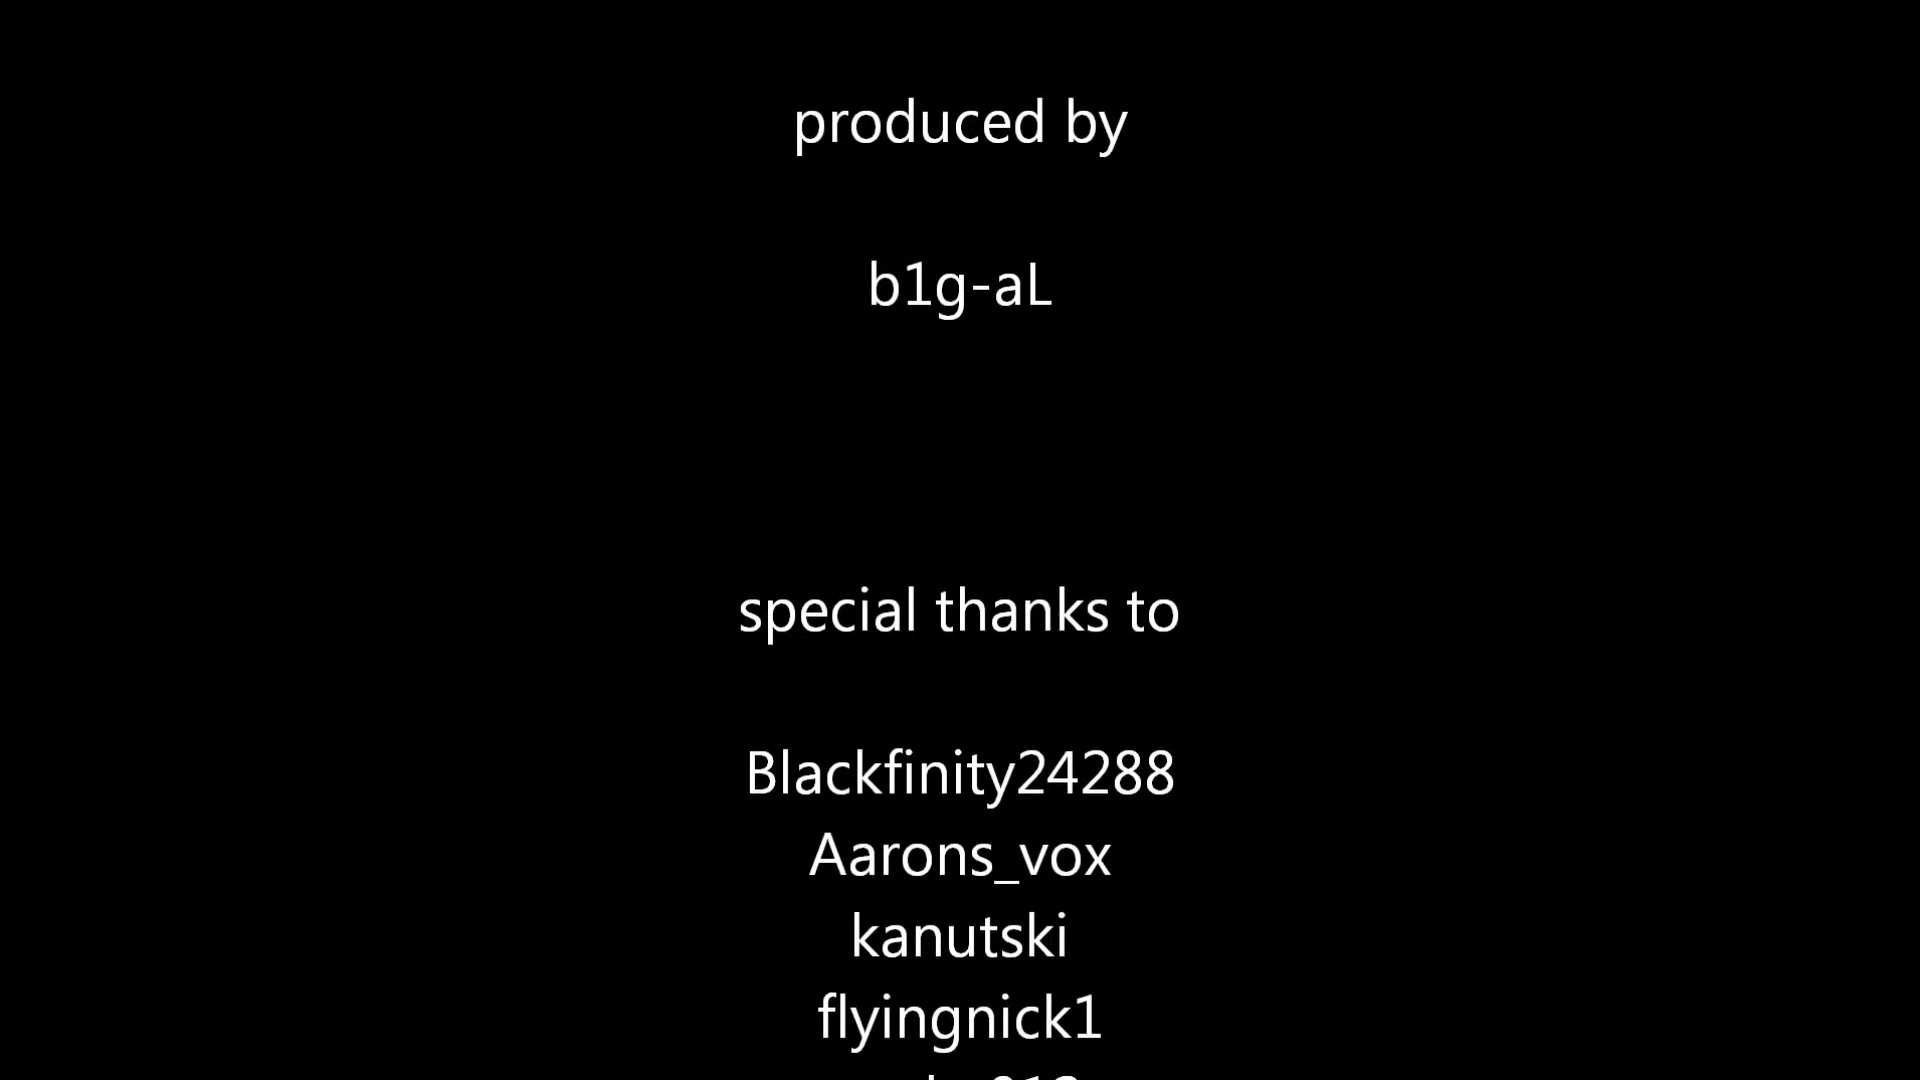 produced by
b1g-aL
special thanks to
Blackfinity24288
Aarons_vox
kanutski
flyingnick1